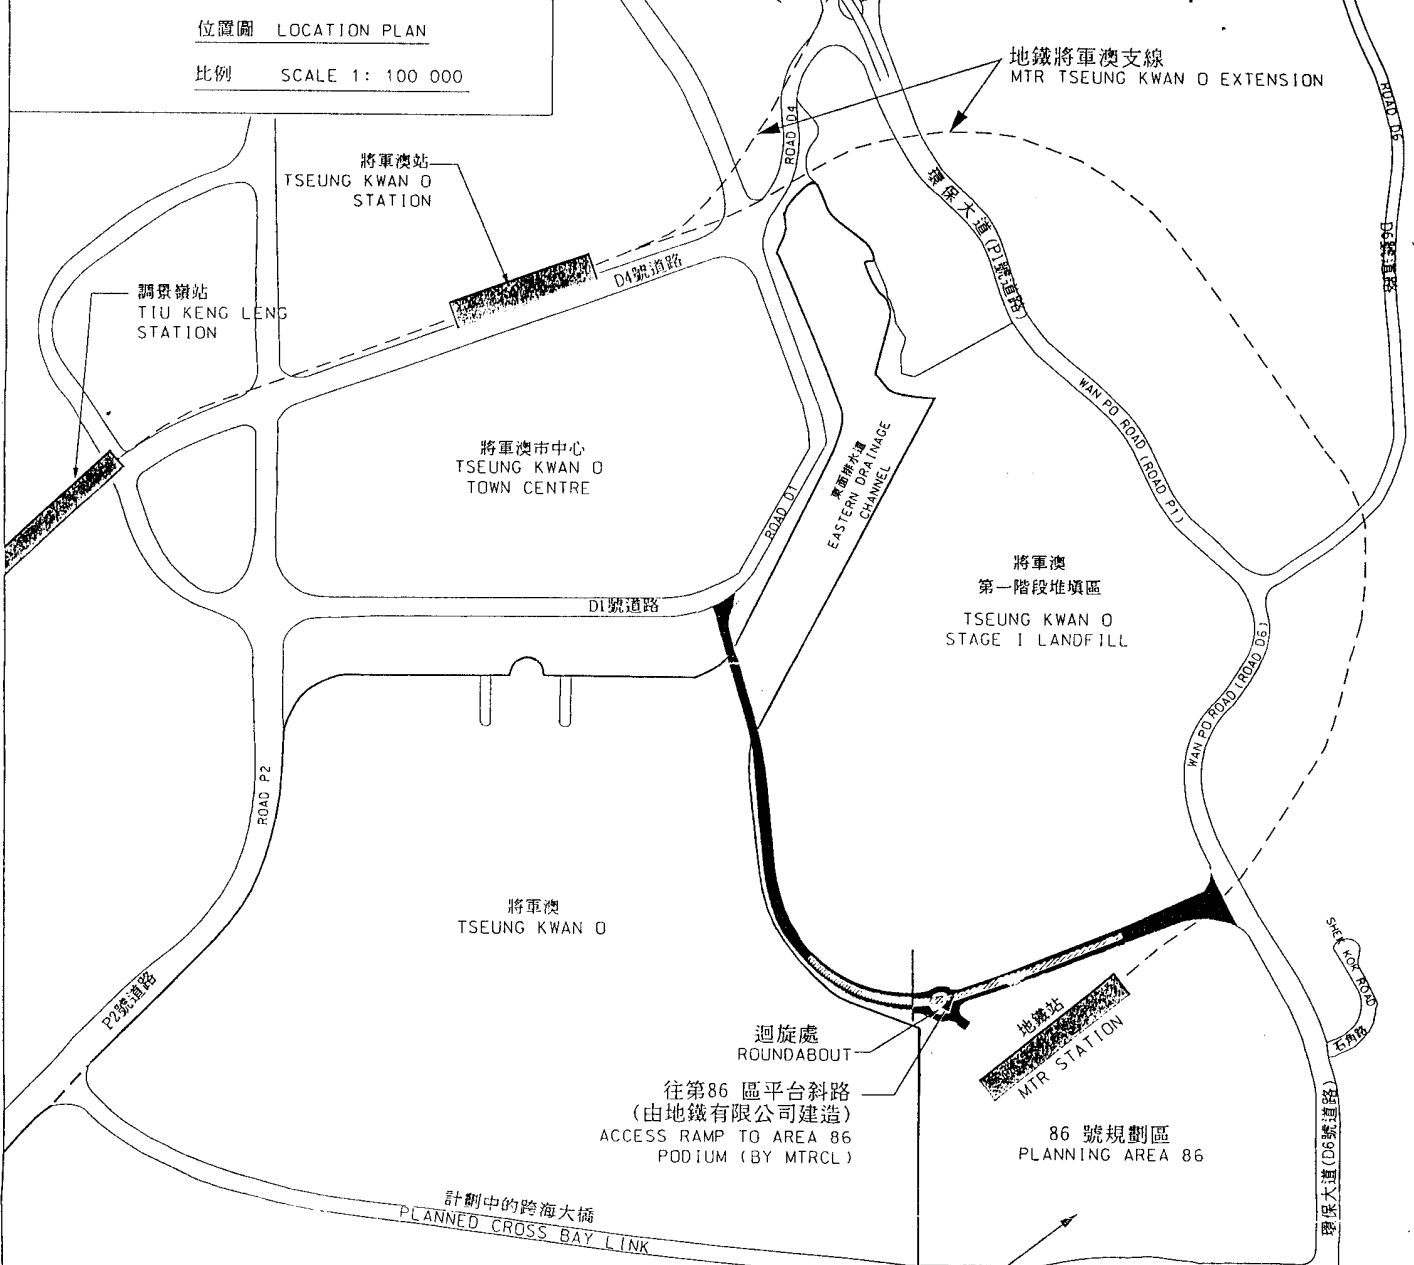 位置圖 LOCATION PLAN
比例 SCALE 1: 100 000
地鐵將軍澳支線
MTR TSEUNG KWAN O EXTENSION
ROAD D6
ROAD D4
將軍澳站
TSEUNG KWAN O
STATION
環保大道(P1號道路)
D6號道路
D4號道路
調景嶺站
TIU KENG LENG
STATION
WAN PO ROAD (ROAD P1)
將軍澳市中心
TSEUNG KWAN O
TOWN CENTRE
東面排水道
EASTERN DRAINAGE
CHANNEL
ROAD D1
將軍澳
第一階段堆填區
TSEUNG KWAN O
STAGE I LANDFILL
D1號道路
WAN PO ROAD (ROAD D6)
ROAD P2
將軍澳
TSEUNG KWAN O
SHEK KOK ROAD
石角路
P2號道路
地鐵站
MTR STATION
迴旋處
ROUNDABOUT
往第86 區平台斜路
(由地鐵有限公司建造)
ACCESS RAMP TO AREA 86
PODIUM (BY MTRCL)
86 號規劃區
PLANNING AREA 86
環保大道(D6號道路)
計劃中的跨海大橋
PLANNED CROSS BAY LINK